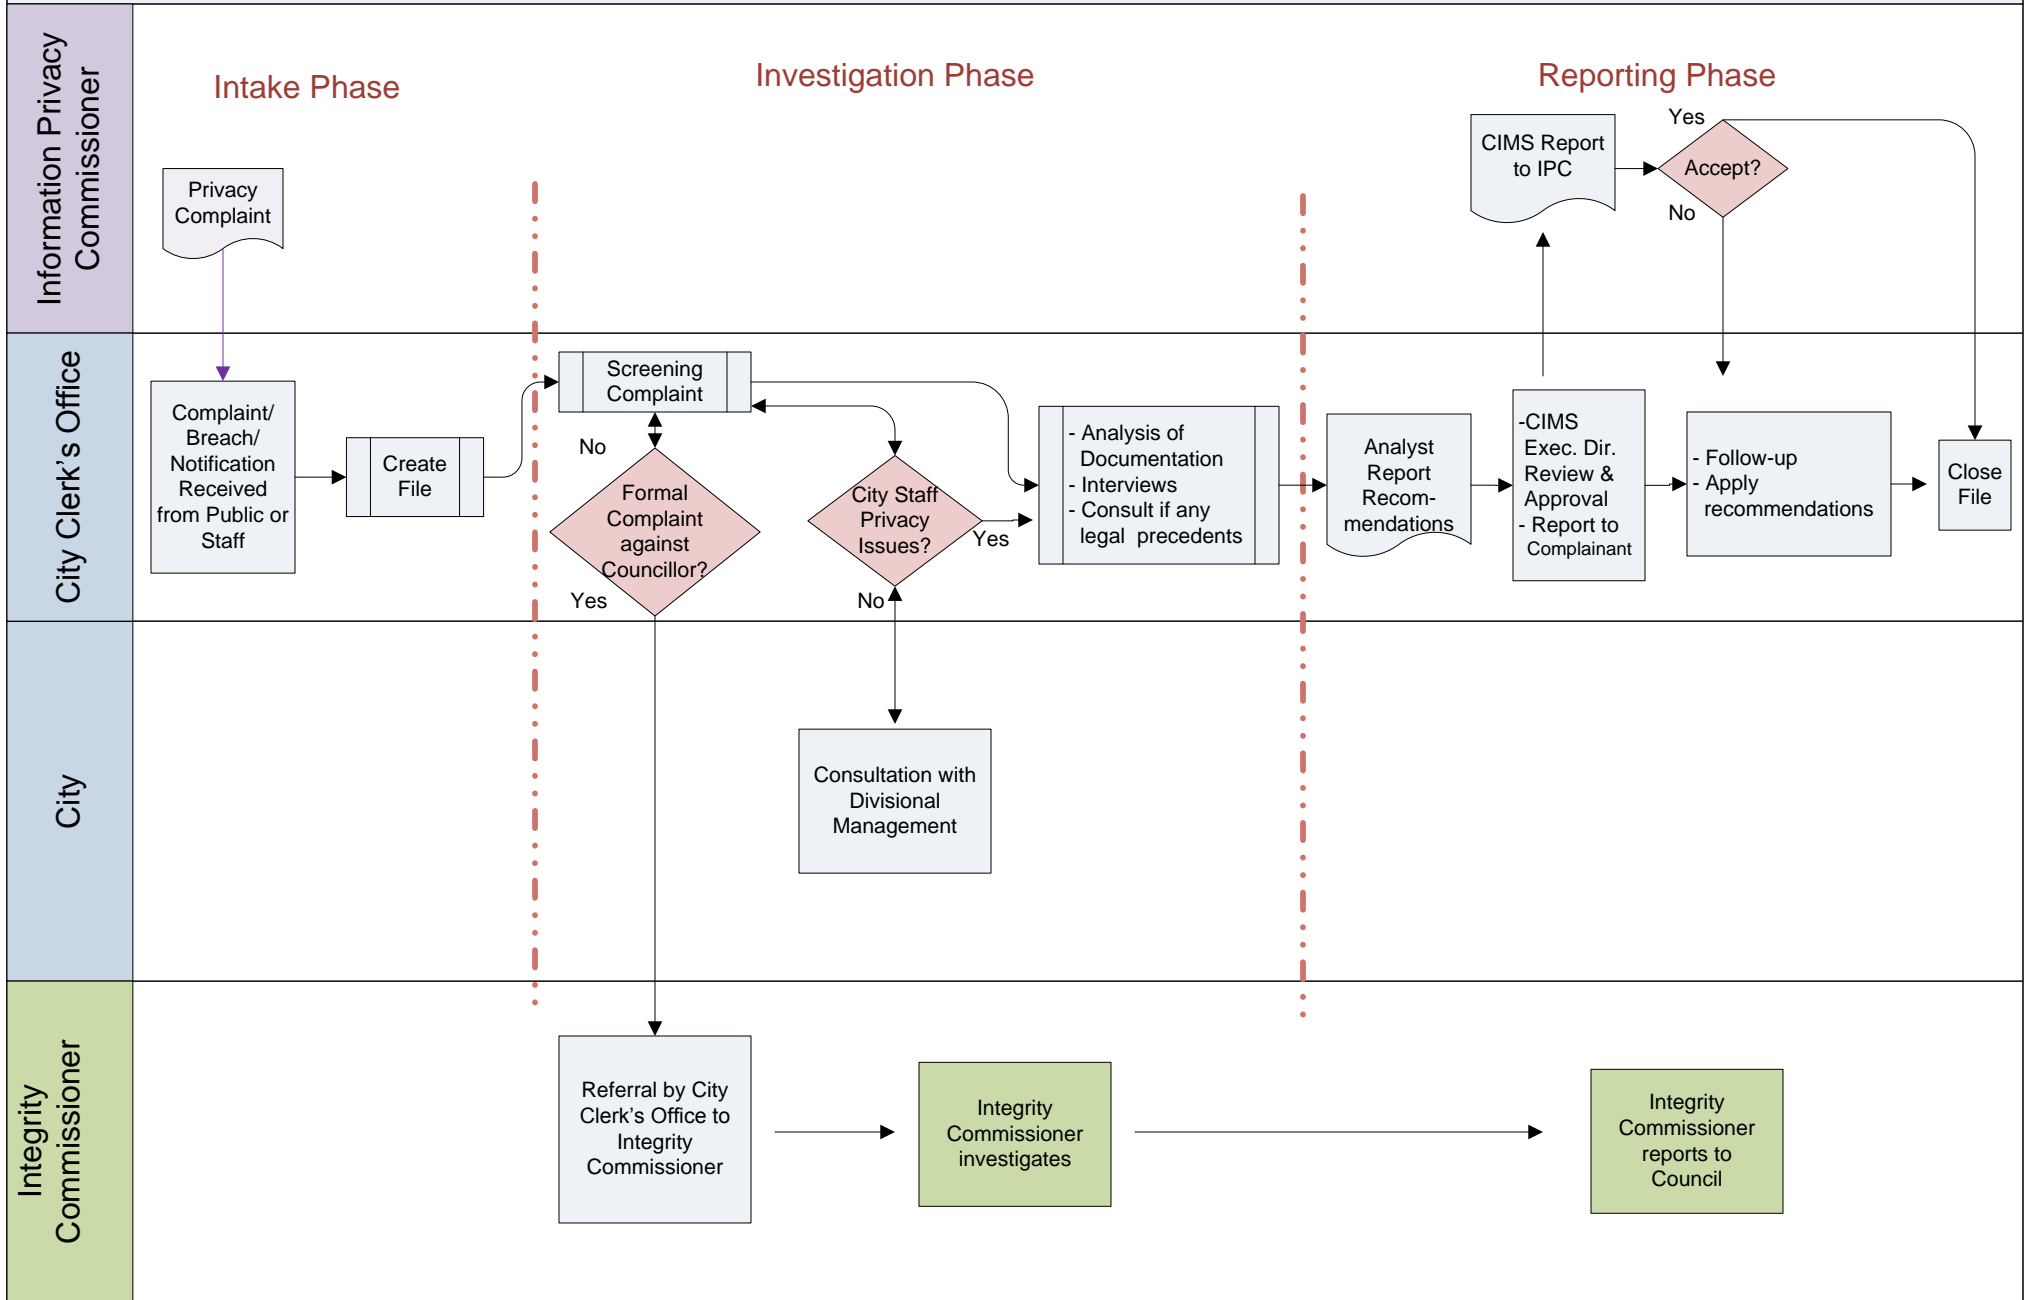 Information Privacy
Commissioner
Intake Phase
Investigation Phase
Reporting Phase
Privacy
Complaint
CIMS Report
to IPC
Yes
Accept?
No
City Clerk's Office
Complaint/
Breach/
Notification
Received
from Public or
Staff
Create
File
Screening
Complaint
No
Formal
Complaint
against
Councillor?
Yes
City Staff
Privacy
Issues?
Yes
No
- Analysis of
Documentation
- Interviews
- Consult if any
legal precedents
Analyst
Report
Recom-
mendations
-CIMS
Exec. Dir.
Review &
Approval
- Report to
Complainant
- Follow-up
- Apply
recommendations
Close
File
City
Consultation with
Divisional
Management
Integrity
Commissioner
Referral by City
Clerk's Office to
Integrity
Commissioner
Integrity
Commissioner
investigates
Integrity
Commissioner
reports to
Council